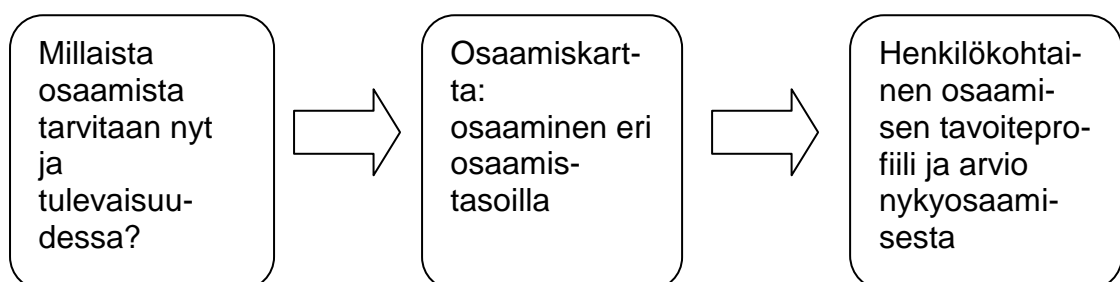 Millaista
osaamista
tarvitaan nyt
ja
tulevaisuu-
dessa?
Osaamiskart-
ta:
osaaminen eri
osaamis-
tasoilla
Henkilökohtai-
nen osaami-
sen tavoitepro-
fiili ja arvio
nykyosaami-
sesta